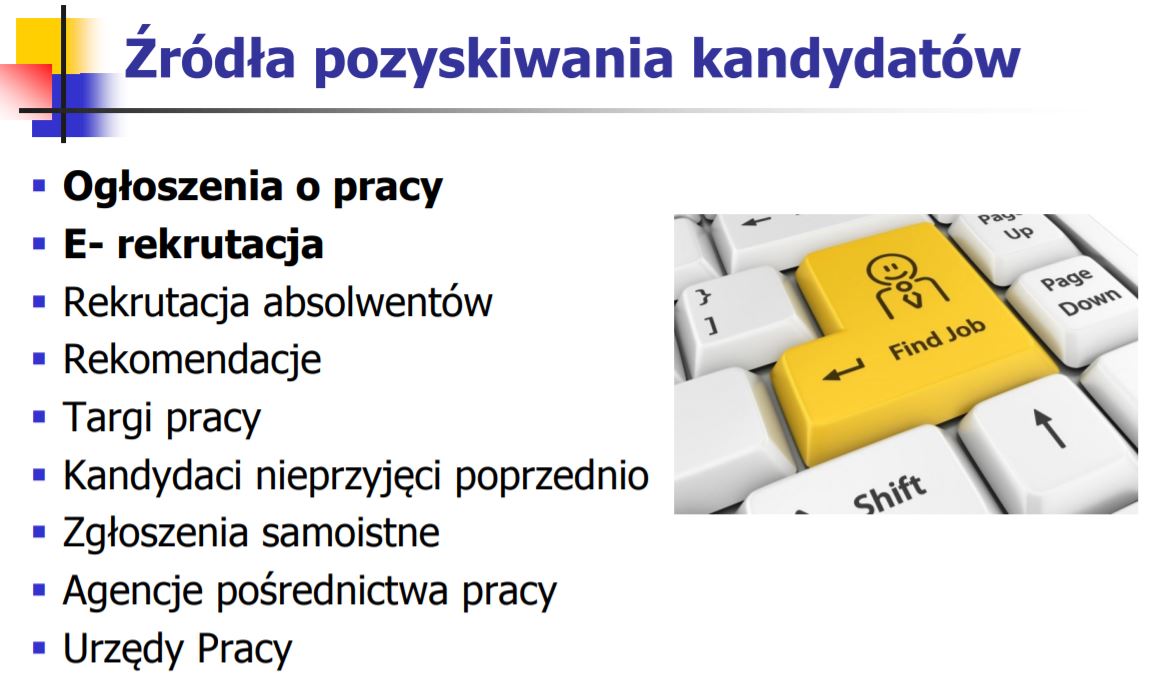 Źródła pozyskiwania kandydatów
Ogłoszenia o pracy
E- rekrutacja
Rekrutacja absolwentów
Rekomendacje
Targi pracy
Kandydaci nieprzyjęci poprzednio
Zgłoszenia samoistne
Agencje pośrednictwa pracy
Urzędy Pracy
Page
Up
Page
Down
}
]
Find Job
Shift